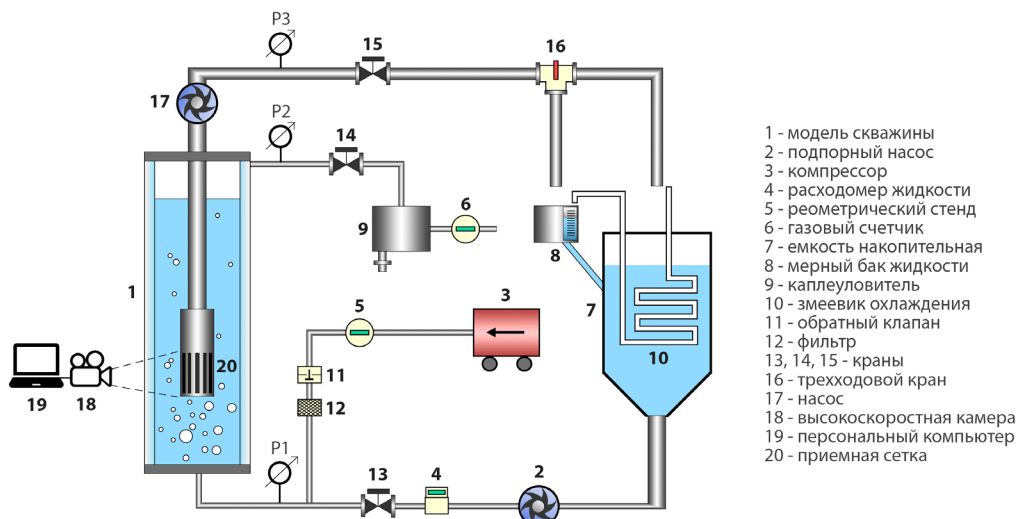 P3
15
16
17
P2
14
6
9
8
1
5
3
7
10
11
20
12
19
18
P1
13
4
2
1 - модель скважины
2 - подпорный насос
3 - компрессор
4 - расходомер жидкости
5 - реометрический стенд
6 - газовый счетчик
7 - емкость накопительная
8 - мерный бак жидкости
9 - каплеуловитель
10 - змеевик охлаждения
11 - обратный клапан
12 - фильтр
13, 14, 15 - краны
16 - трехходовой кран
17 - насос
18 - высокоскоростная камера
19 - персональный компьютер
20 - приемная сетка